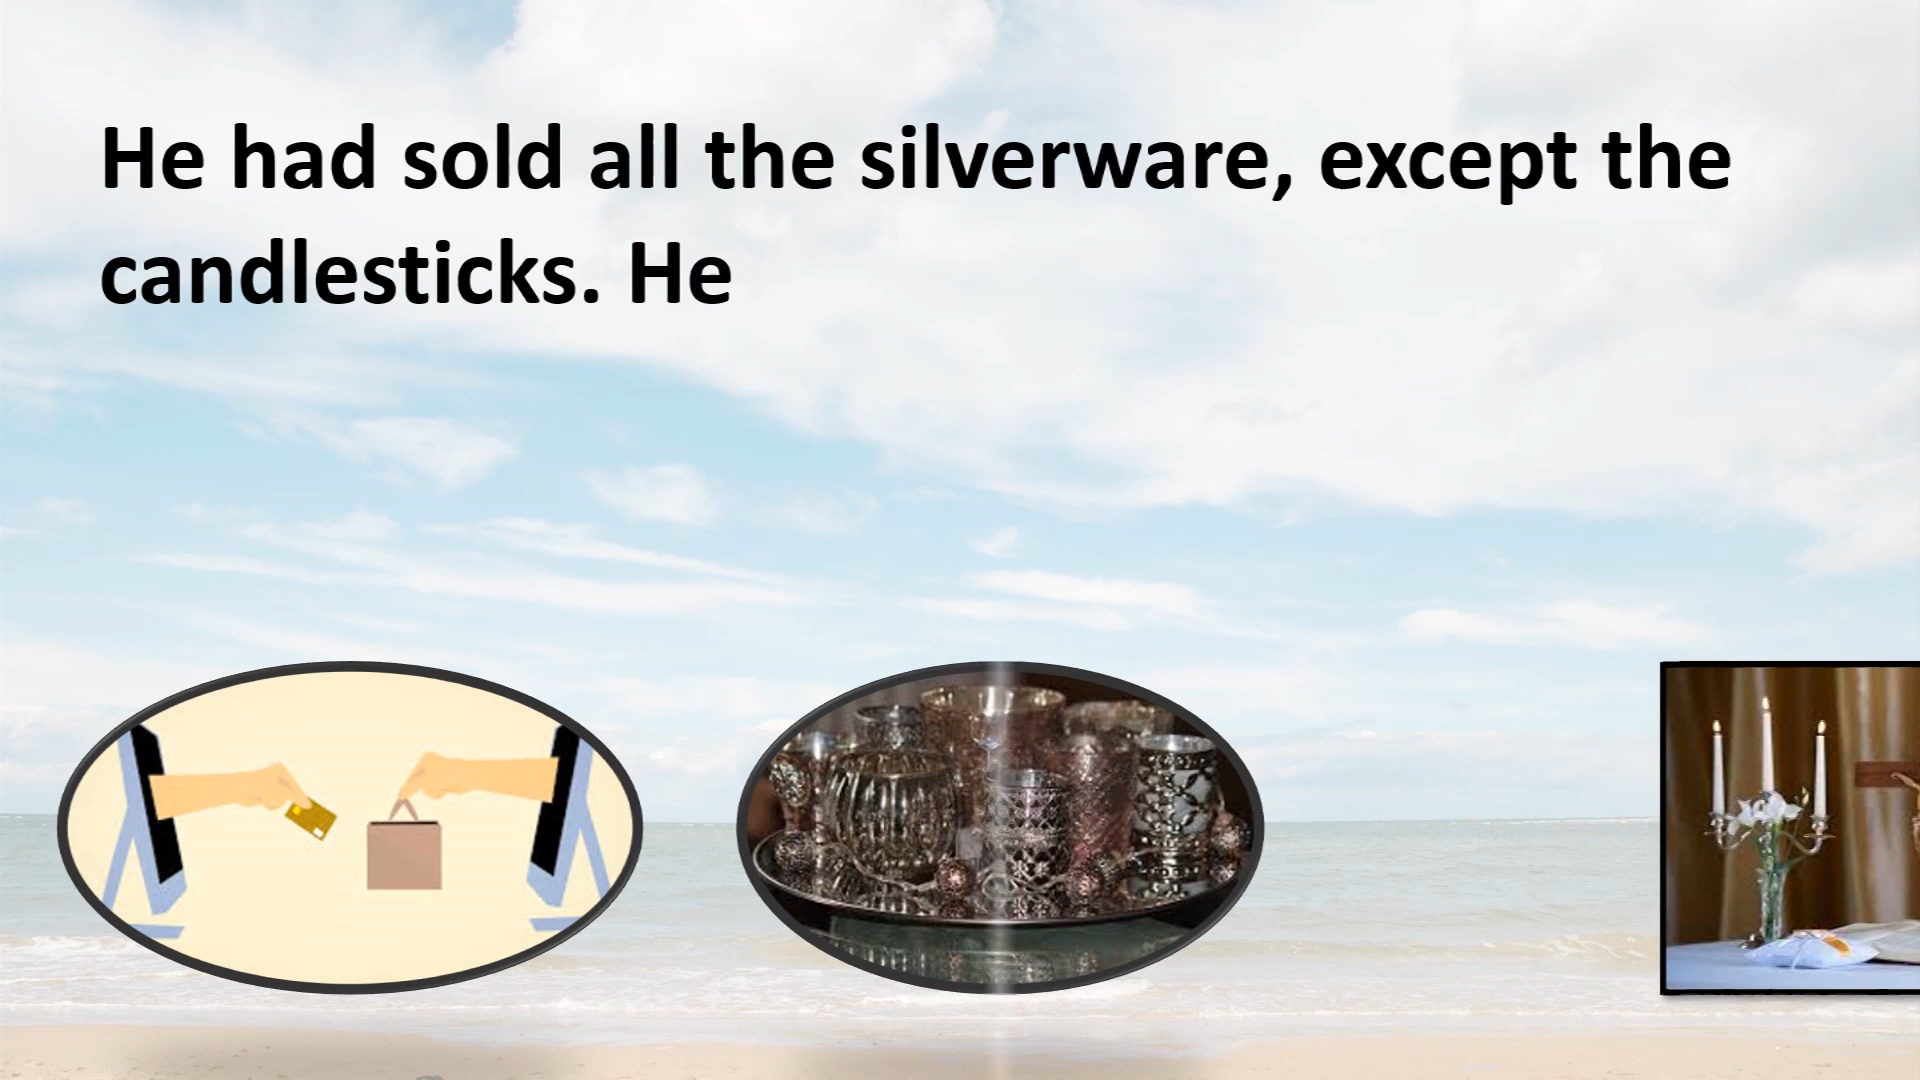 He had sold all the silverware, except the
candlesticks. He